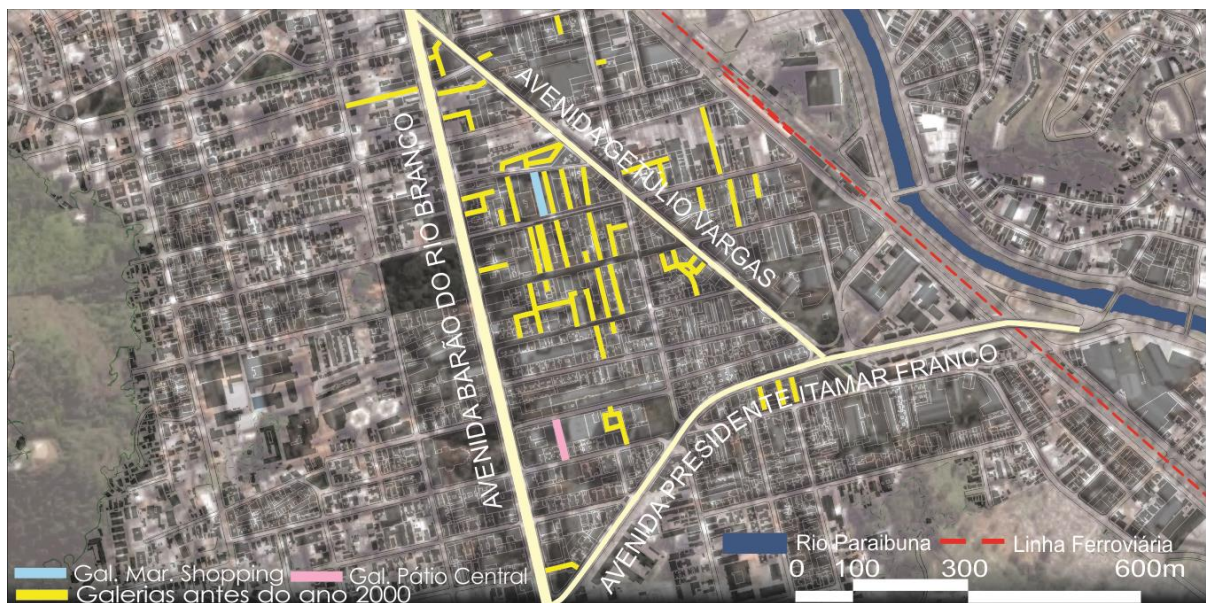 AVENIDA GETÚLIO VARGAS
AVENIDA BARÃO DO RIO BRANCO
AVENIDA PRESIDENTE ITAMAR FRANCO
Rio Paraibuna Linha Ferroviária
Gal. Mar. Shopping Gal. Pátio Central
0 100 300 600m
Galerias antes do ano 2000